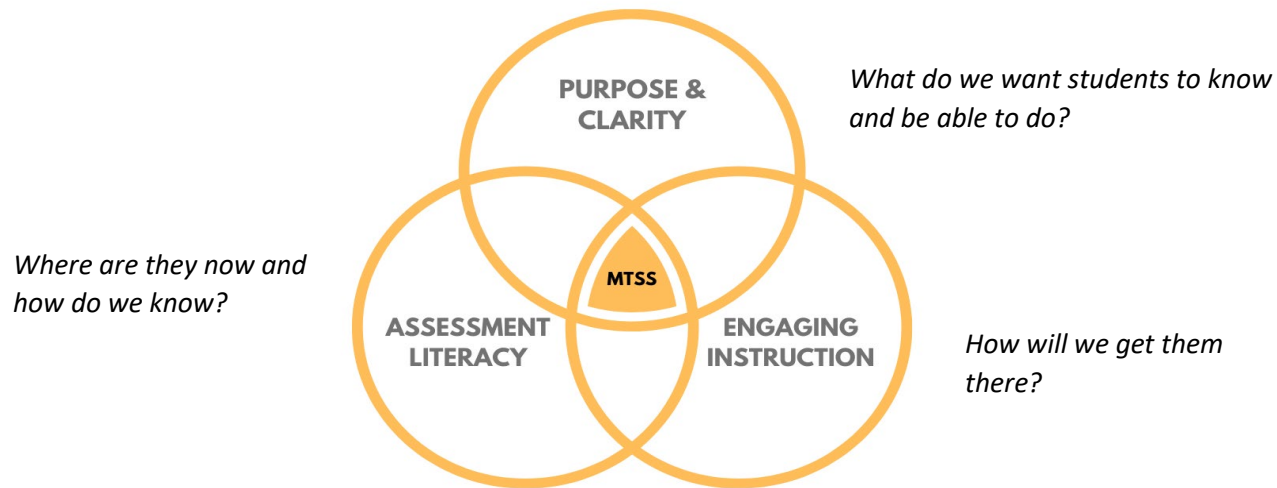 PURPOSE &
CLARITY
What do we want students to know
and be able to do?
Where are they now and
how do we know?
MTSS
ASSESSMENT
LITERACY
ENGAGING
INSTRUCTION
How will we get them
there?